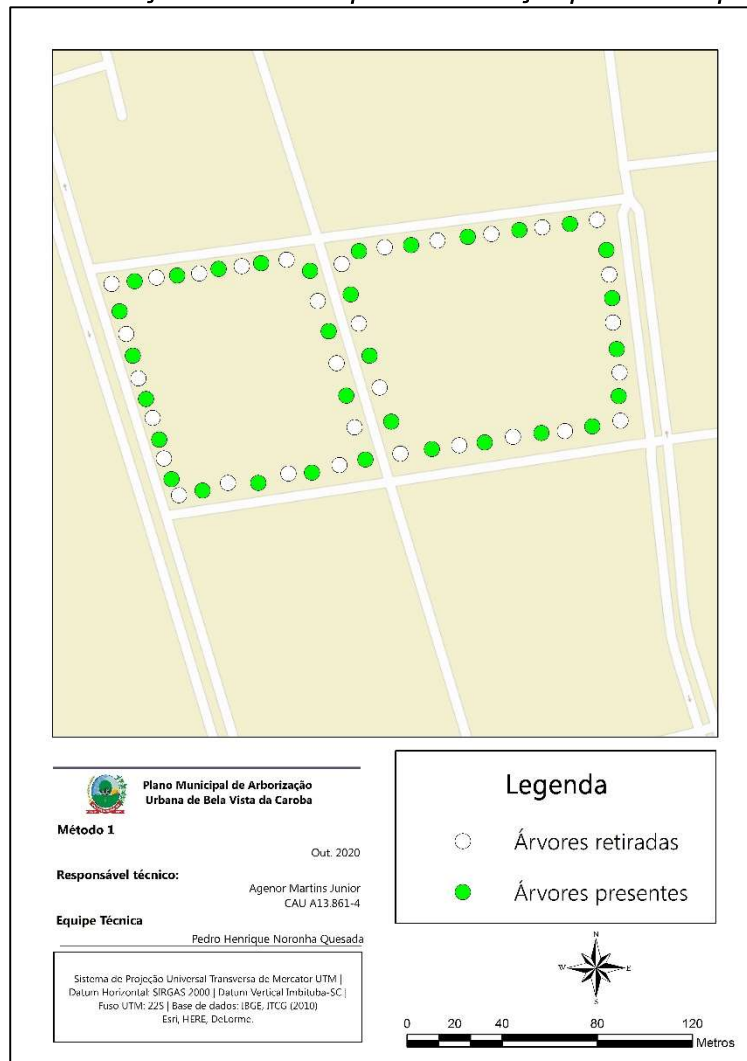 Plano Municipal de Arborização
Urbana de Bela Vista da Caroba
Método 1
Out. 2020
Responsável técnico:
Agenor Martins Junior
CAU A13.861-4
Equipe Técnica
Pedro Henrique Noronha Quesada
Sistema de Projeção Universal Transversa de Mercator UTM |
Datum Horizontal: SIRGAS 2000 | Datum Vertical Imbituba-SC |
Fuso UTM: 22S | Base de dados: IBGE, ITCG (2010)
Esri, HERE, DeLorme.
Legenda
Árvores retiradas
Árvores presentes
N
W E
S
0 20 40 80 120
Metros